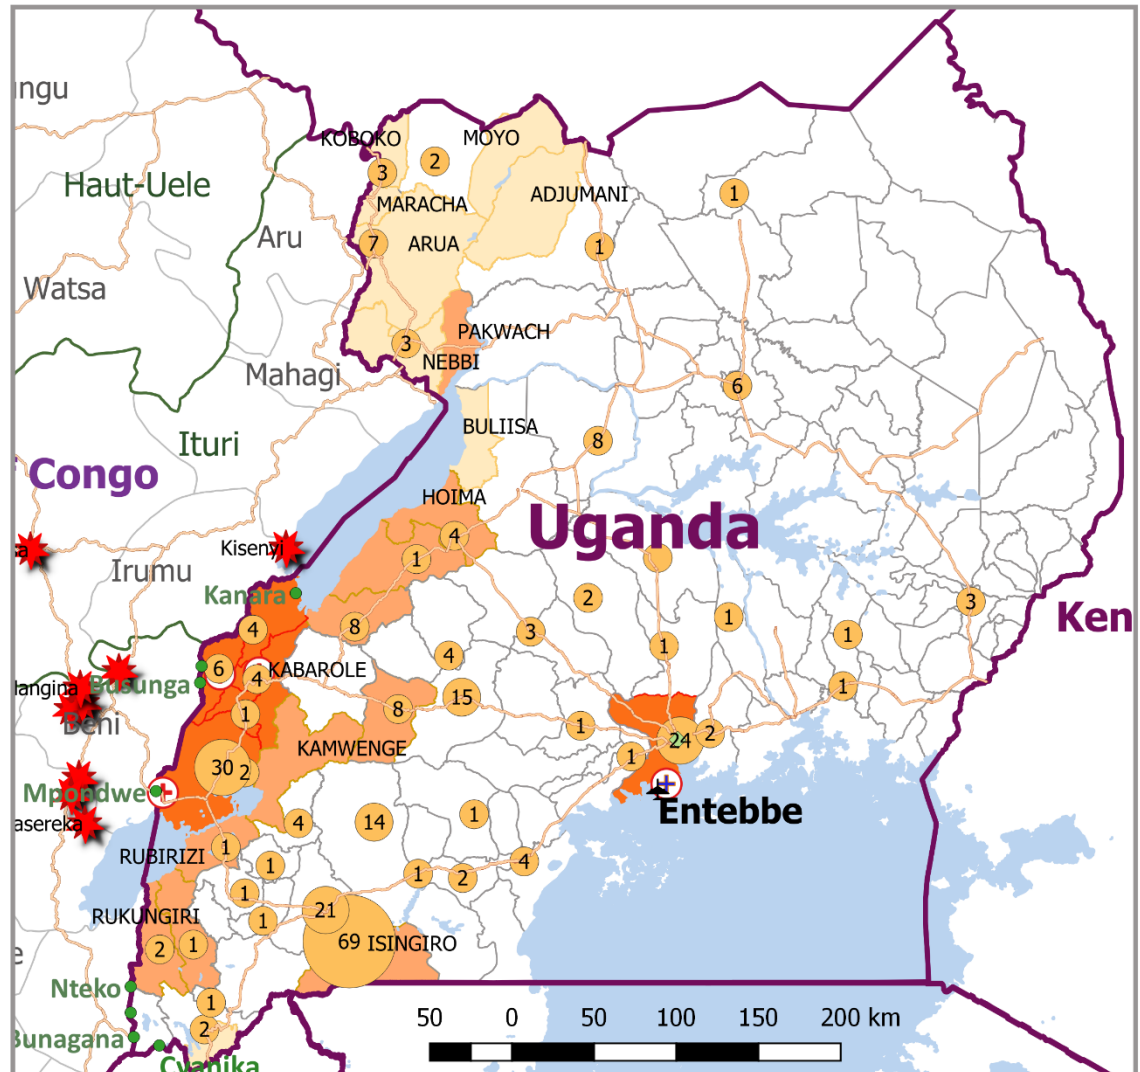 ngu
KOBOKO
MOYO
2
3
Haut-Uele
1
ADJUMANI
MARACHA
Aru
7
ARUA
1
Watsa
PAKWACH
3
NEBBI
Mahagi
6
BULIISA
8
Ituri
Congo
HOIMA
Uganda
4
Kisenyi
a
1
Irumu
Kanara
2
3
1
1
3
Ken
4
8
1
4
6
KABAROLE
4
Busunga
langina
15
1
8
1
Beni
1
2
24
KAMWENGE
1
30
2
Mpondwe
Entebbe
asereka
4
14
1
RUBIRIZI
1
1
4
1
2
1
RUKUNGIRI
21
1
2
1
69
ISINGIRO
e
Nteko
1
50 0 50 100 150 200 km
2
Bunagana
Cyanika